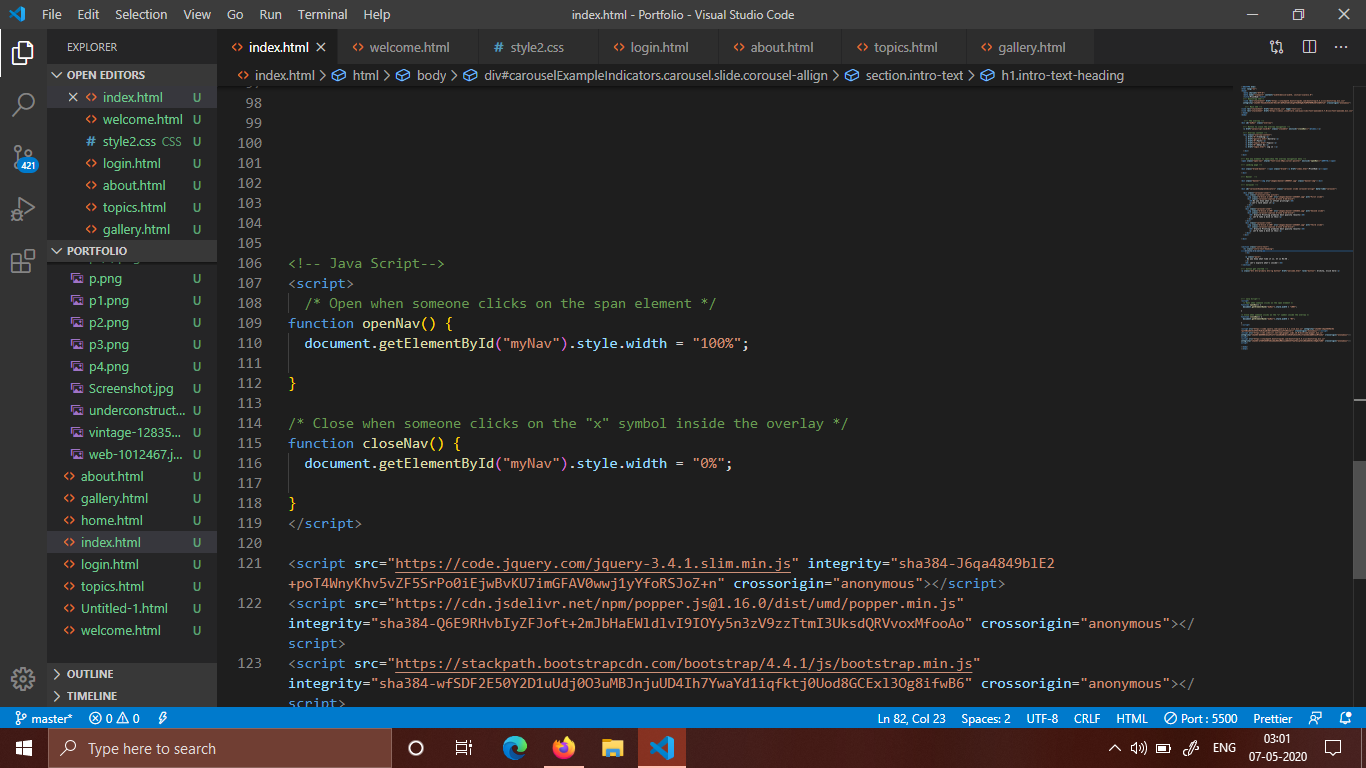 File Edit Selection View Go Run Terminal Help index.html - Portfolio - Visual Studio Code
EXPLORER
OPEN EDITORS
index.html U
welcome.html U
# style2.css CSS U
login.html U
about.html U
topics.html U
gallery.html U
PORTFOLIO
p.png U
p1.png U
p2.png U
p3.png U
p4.png U
Screenshot.jpg U
underconstruct... U
vintage-12835... U
web-1012467.j... U
about.html U
gallery.html U
home.html U
index.html U
login.html U
topics.html U
Untitled-1.html U
welcome.html U
OUTLINE
TIMELINE
421
index.html welcome.html # style2.css login.html about.html topics.html gallery.html
index.html > html > body > div#carouselExampleIndicators.carousel.slide.corousel-allign > section.intro-text > h1.intro-text-heading
98
99
100
101
102
103
104
105
106 <!-- Java Script-->
107 <script>
108 /* Open when someone clicks on the span element */
109 function openNav() {
110 document.getElementById("myNav").style.width = "100%";
111
112 }
113
114 /* Close when someone clicks on the "x" symbol inside the overlay */
115 function closeNav() {
116 document.getElementById("myNav").style.width = "0%";
117
118 }
119 </script>
120
121 <script src="https://code.jquery.com/jquery-3.4.1.slim.min.js" integrity="sha384-J6qa4849blE2
+poT4WnyKhv5vZF5SrPo0iEjwBvKU7imGFAV0wwj1yYfoRSJoZ+n" crossorigin="anonymous"></script>
122 <script src="https://cdn.jsdelivr.net/npm/popper.js@1.16.0/dist/umd/popper.min.js"
integrity="sha384-Q6E9RHvbIyZFJoft+2mJbHaEWldlvI9IOYy5n3zV9zzTtmI3UksdQRVvoxMfooAo" crossorigin="anonymous"></
script>
123 <script src="https://stackpath.bootstrapcdn.com/bootstrap/4.4.1/js/bootstrap.min.js"
integrity="sha384-wfSDF2E50Y2D1uUdj0O3uMBJnjuUD4Ih7YwaYd1iqfktj0Uod8GCExl3Og8ifwB6" crossorigin="anonymous"></
script>
master* 0 0 Ln 82, Col 23 Spaces: 2 UTF-8 CRLF HTML Port : 5500 Prettier
Type here to search ENG 03:01
07-05-2020